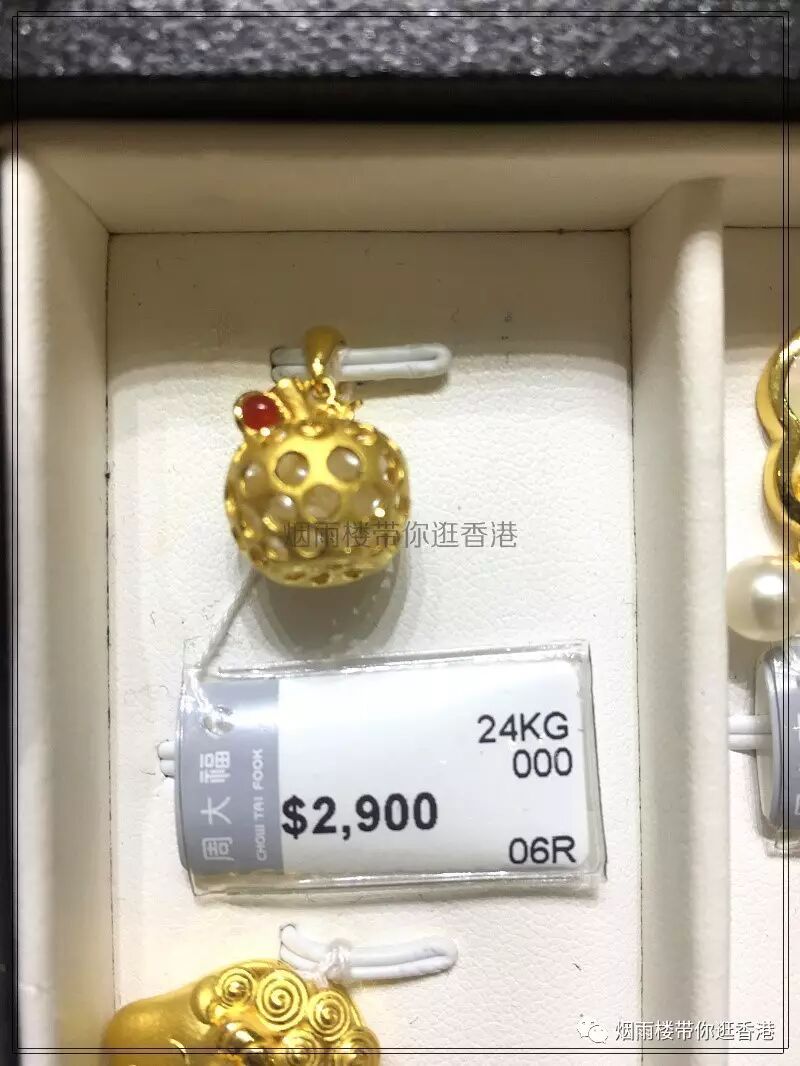 烟雨楼带你逛香港
24KG
000
周大福
CHOW TAI FOOK
$2,900
06R
烟雨楼带你逛香港